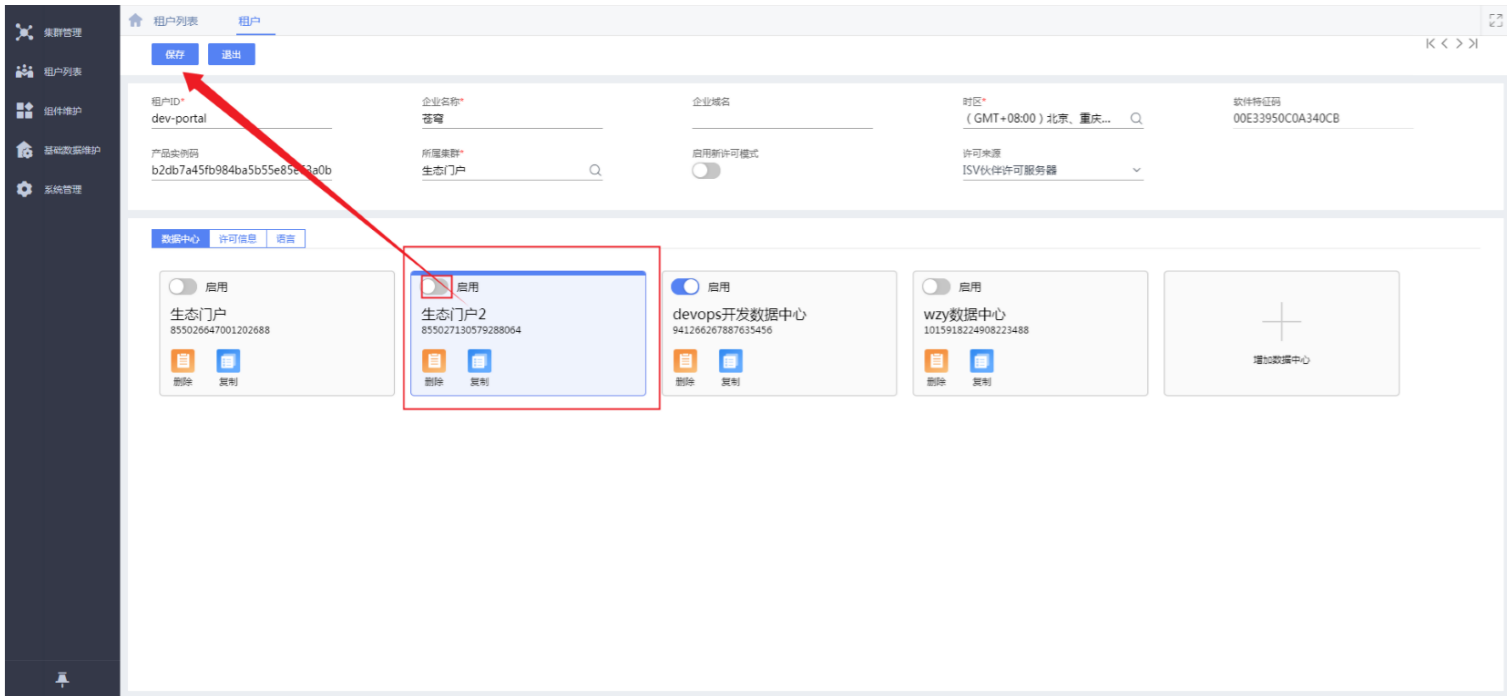 集群管理
租户列表
组件维护
基础数据维护
系统管理
租户列表 租户
保存 退出
租户ID* 企业名称* 企业域名 时区* 软件特征码
dev-portal 苍穹 (GMT+08:00) 北京、重庆... 00E33950C0A340CB
产品实例码 所属集群* 启用新许可模式 许可来源
b2db7a45fb984ba5b55e85e 3a0b 生态门户 ISV伙伴许可服务器
数据中心 许可信息 语言
启用 启用 启用 启用
生态门户 生态门户2 devops开发数据中心 wzy数据中心
855026647001202688 855027130579288064 941266267887635456 1015918224908223488
增加数据中心
删除 复制 删除 复制 删除 复制 删除 复制